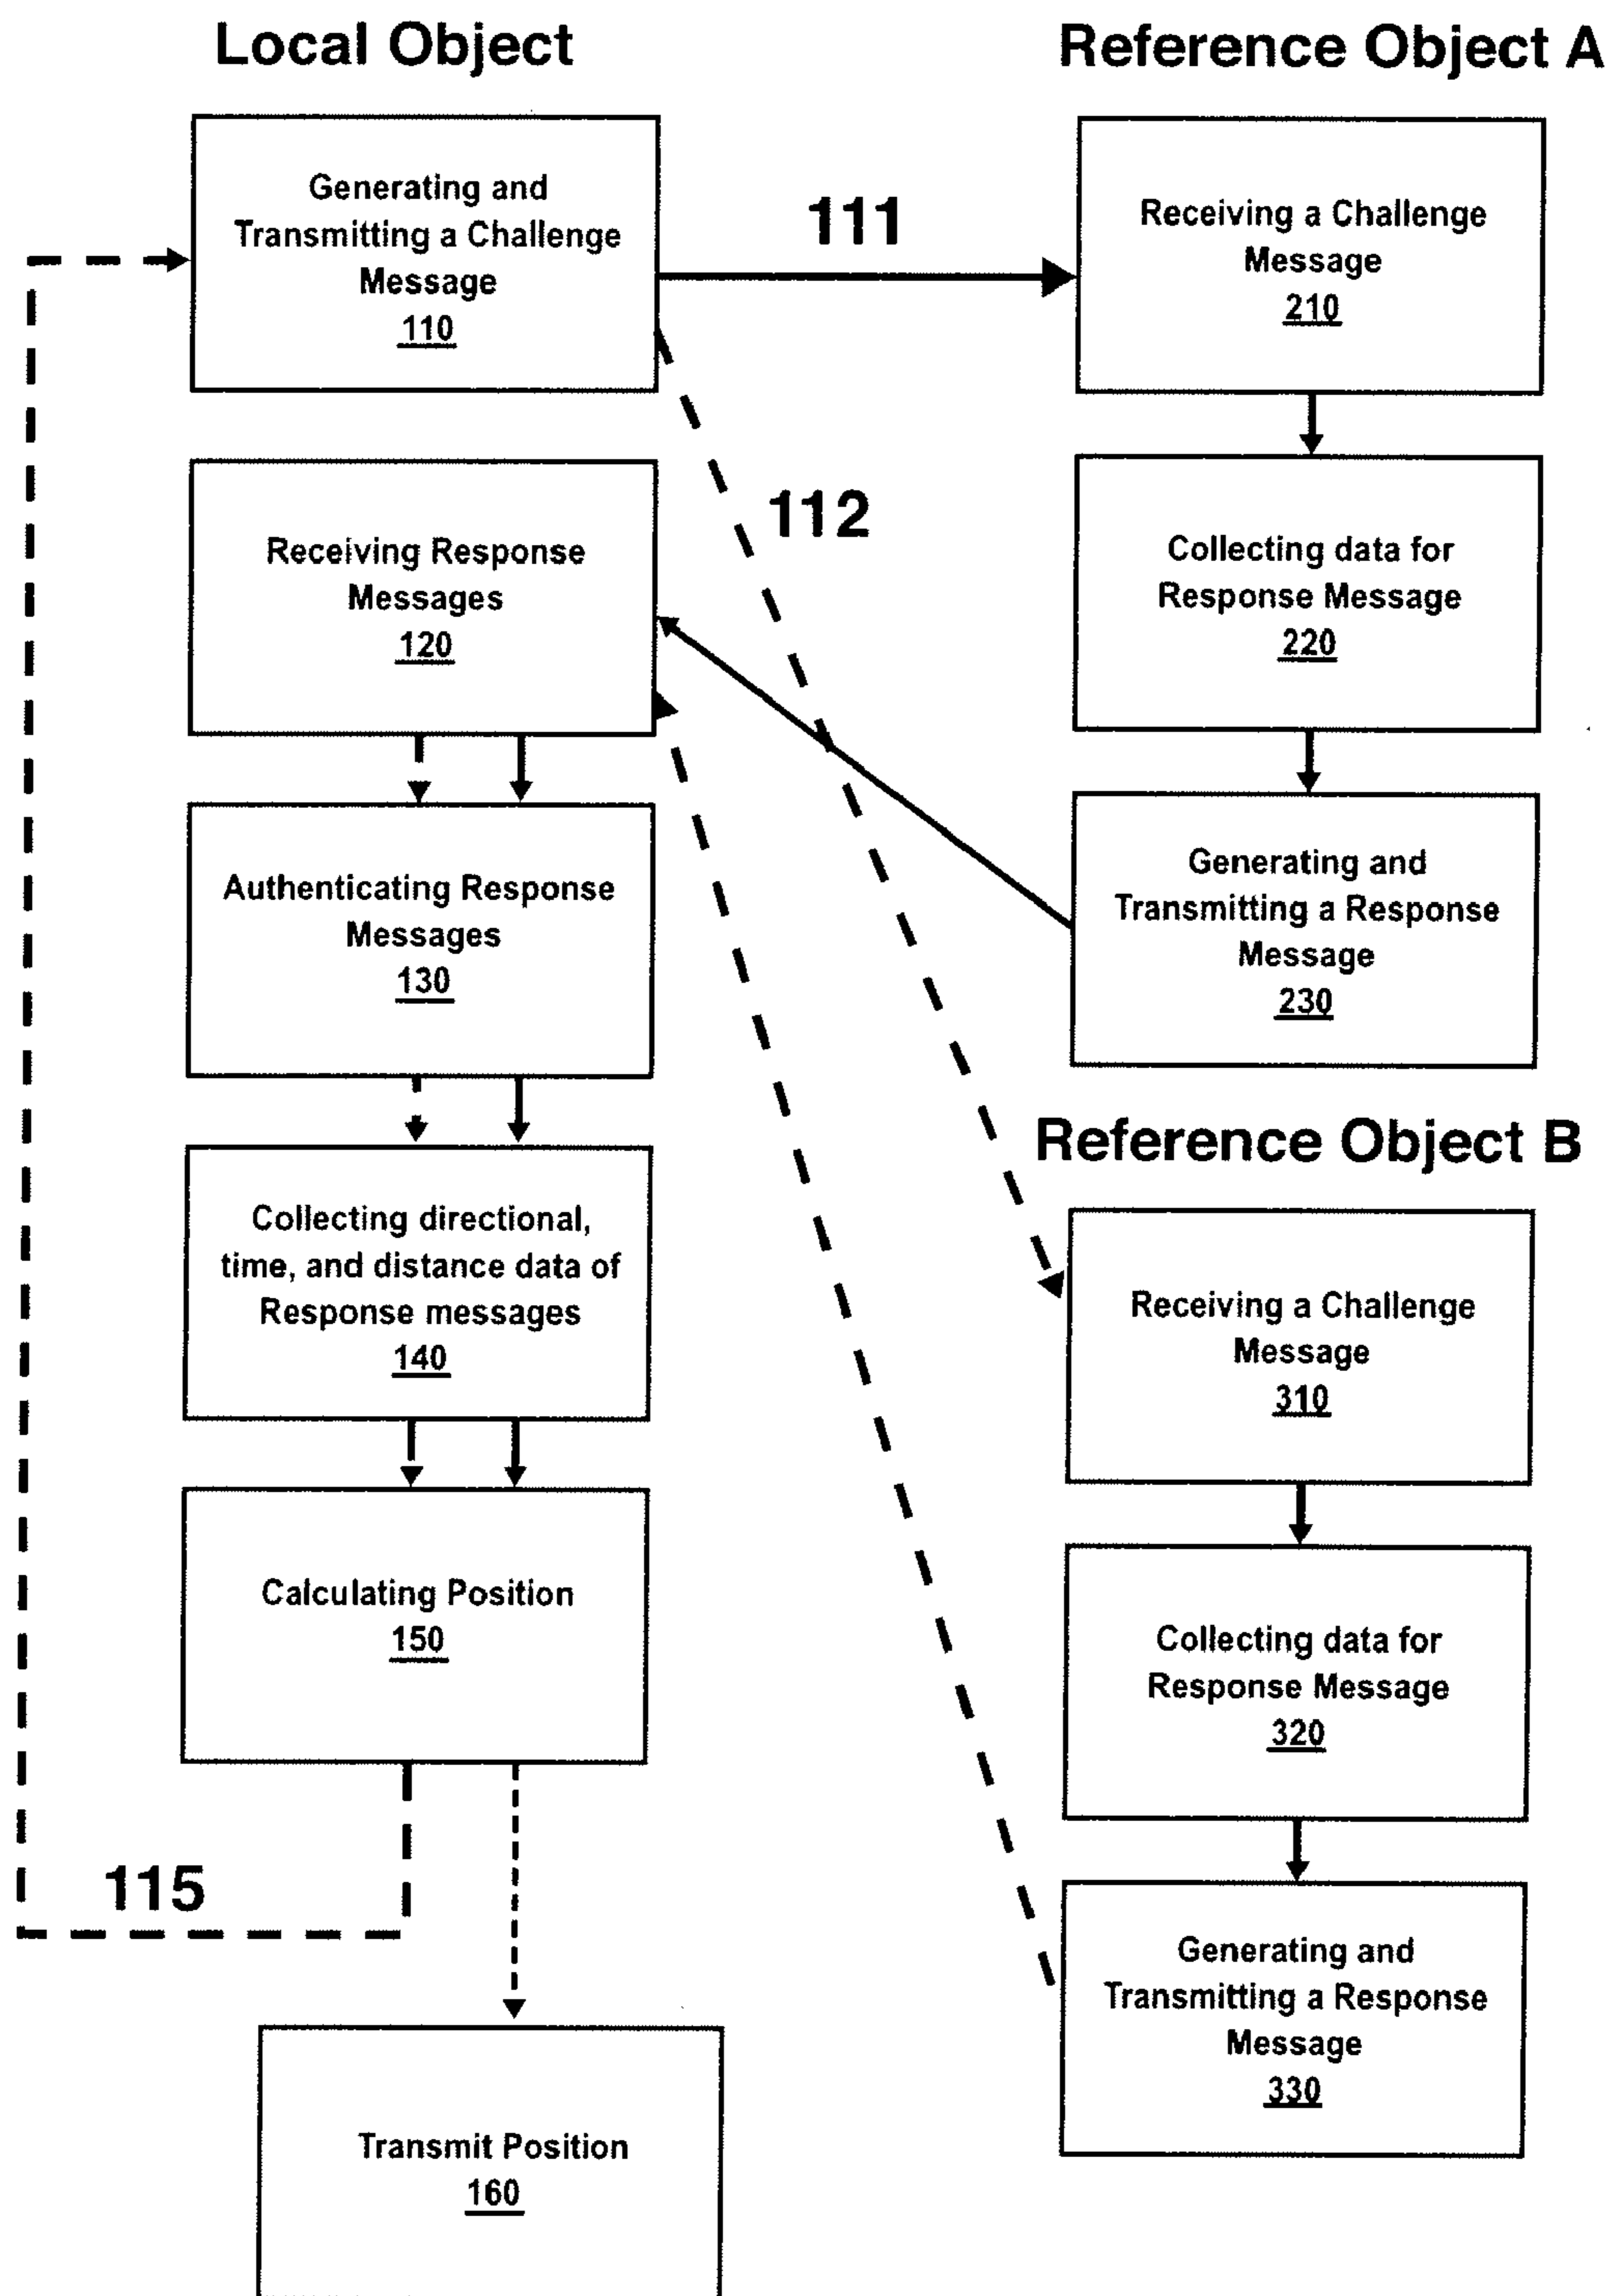 Local Object
Generating and
Transmitting a Challenge
Message
110
Receiving Response
Messages
120
Authenticating Response
Messages
130
Collecting directional,
time, and distance data of
Response messages
140
Calculating Position
150
115
Transmit Position
160
111
112
Reference Object A
Receiving a Challenge
Message
210
Collecting data for
Response Message
220
Generating and
Transmitting a Response
Message
230
Reference Object B
Receiving a Challenge
Message
310
Collecting data for
Response Message
320
Generating and
Transmitting a Response
Message
330